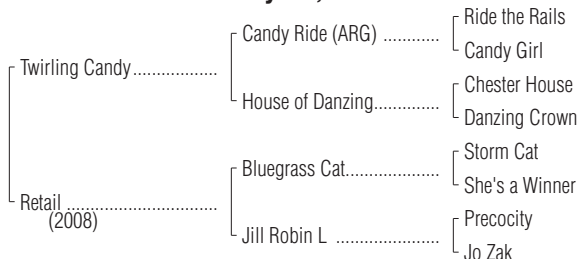 Ride the Rails
Candy Ride (ARG) ............
Candy Girl
Twirling Candy..................
Chester House
House of Danzing..............
Danzing Crown
Storm Cat
Bluegrass Cat....................
She's a Winner
Retail ................................
(2008)
Precocity
Jill Robin L ......................
Jo Zak